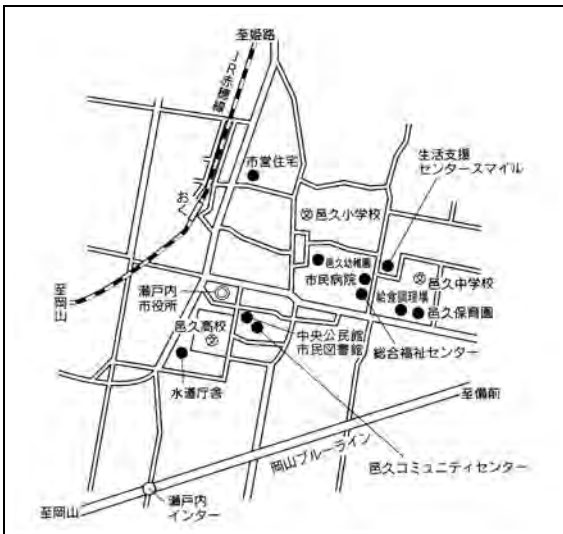 至姫路
JR赤穂線
生活支援
センタースマイル
市営住宅
おく
邑久小学校
邑久幼稚園
市民病院
邑久中学校
給食調理場
邑久保育園
至岡山
瀬戸内
市役所
邑久高校
中央公民館
市民図書館
総合福祉センター
水道庁舎
至備前
岡山ブルーライン
邑久コミュニティセンター
瀬戸内
インター
至岡山